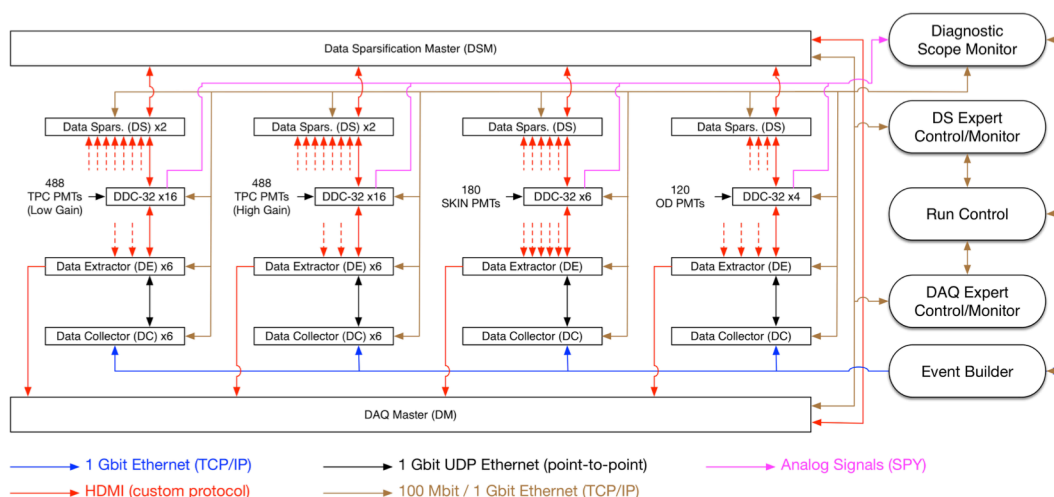 Data Sparsification Master (DSM)
Diagnostic
Scope Monitor
Data Spars. (DS) x2
Data Spars. (DS) x2
Data Spars. (DS)
Data Spars. (DS)
DS Expert
Control/Monitor
488
TPC PMTs
(Low Gain)
DDC-32 x16
488
TPC PMTs
(High Gain)
DDC-32 x16
180
SKIN PMTs
DDC-32 x6
120
OD PMTs
DDC-32 x4
Run Control
Data Extractor (DE) x6
Data Extractor (DE) x6
Data Extractor (DE)
Data Extractor (DE)
DAQ Expert
Control/Monitor
Data Collector (DC) x6
Data Collector (DC) x6
Data Collector (DC)
Data Collector (DC)
Event Builder
DAQ Master (DM)
1 Gbit Ethernet (TCP/IP)
1 Gbit UDP Ethernet (point-to-point)
Analog Signals (SPY)
HDMI (custom protocol)
100 Mbit / 1 Gbit Ethernet (TCP/IP)